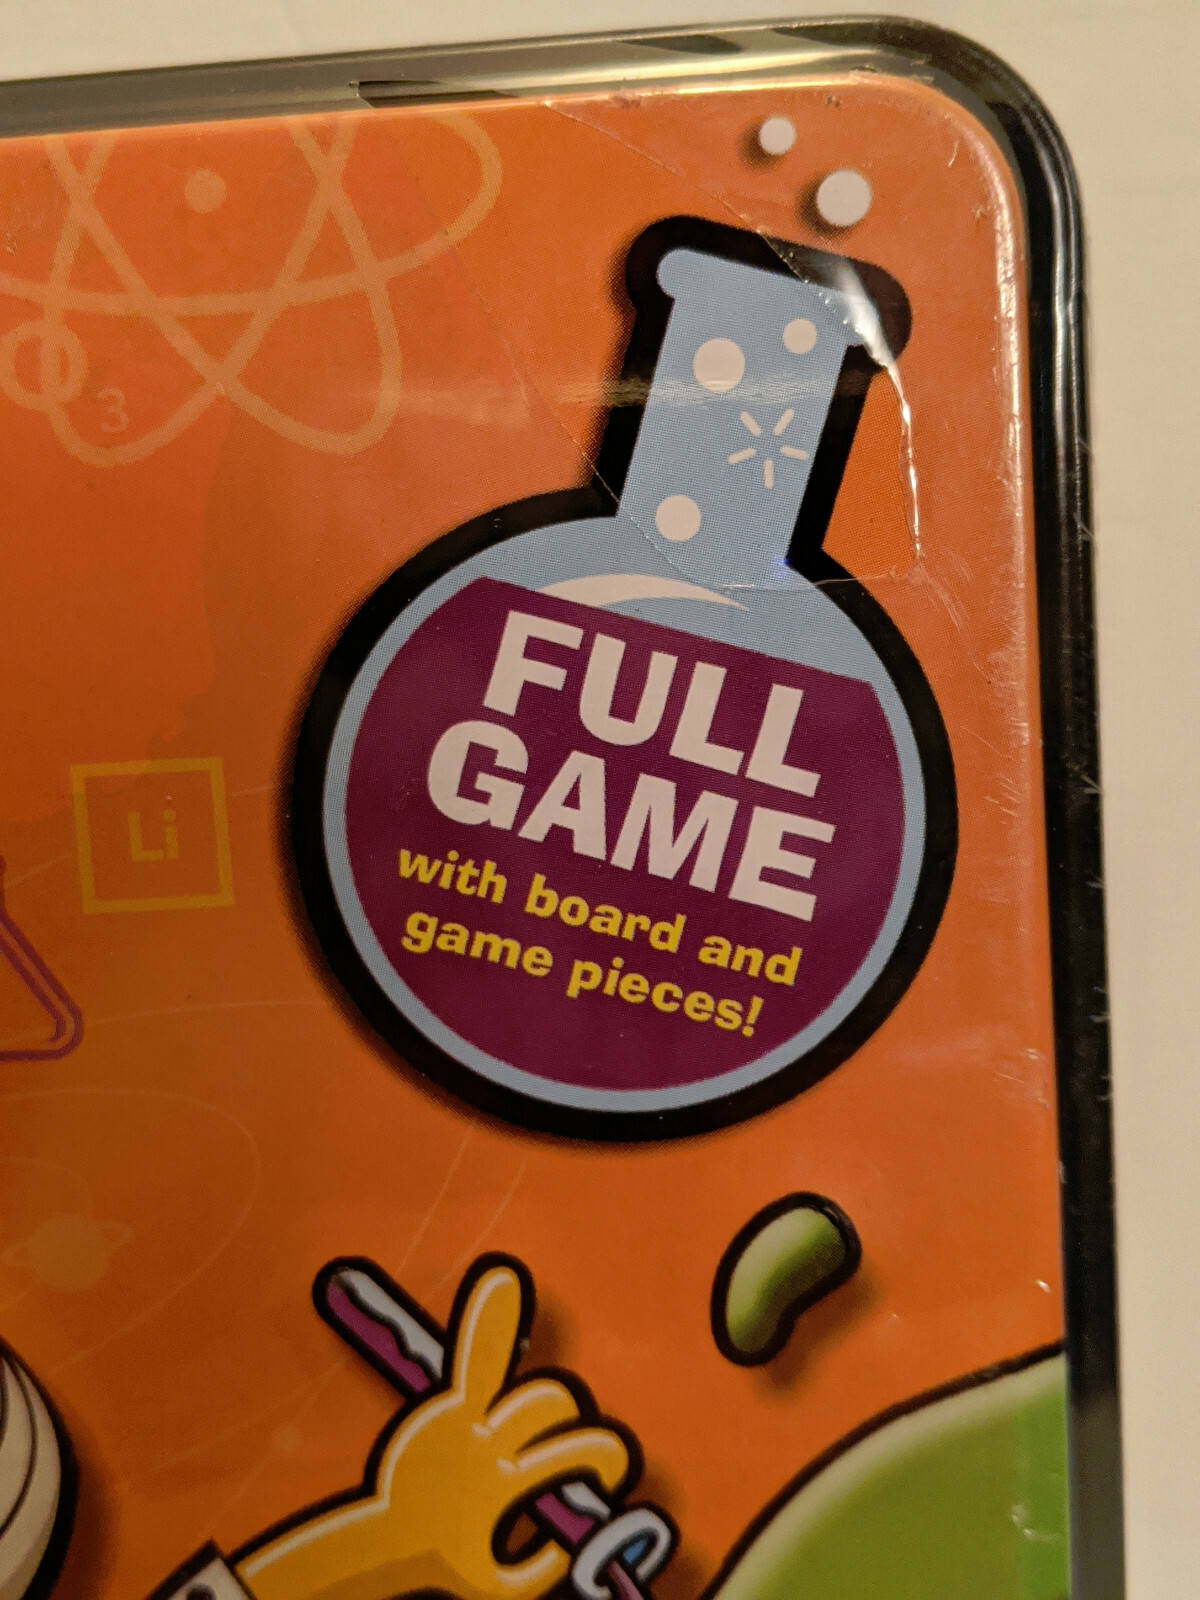 3
Li
FULL
GAME
with board and
game pieces!